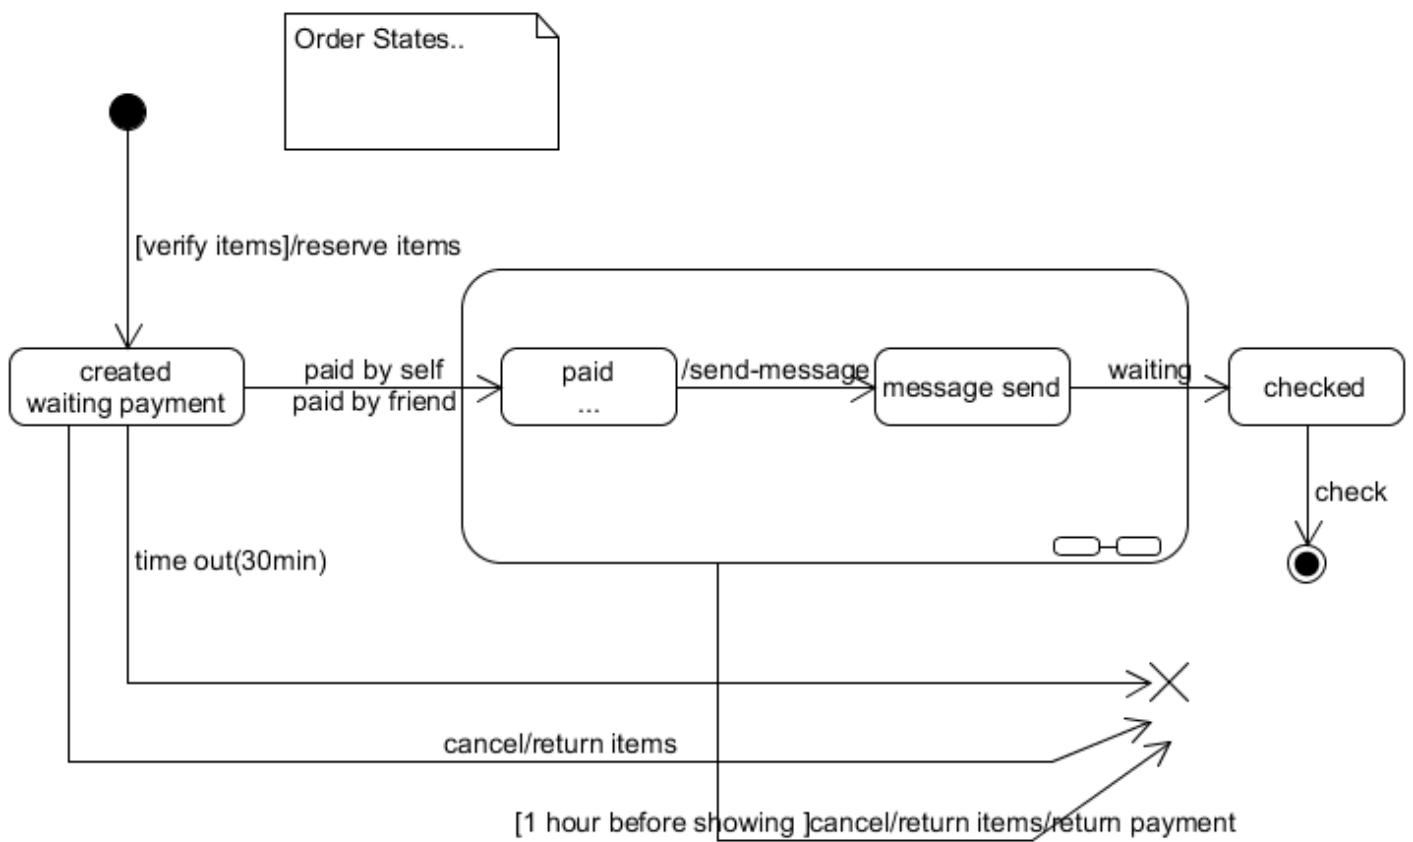 Order States..
[verify items]/reserve items
created
waiting payment
paid by self
paid by friend
paid
...
/send-message
message send
waiting
checked
check
time out(30min)
cancel/return items
[1 hour before showing ]cancel/return items/return payment